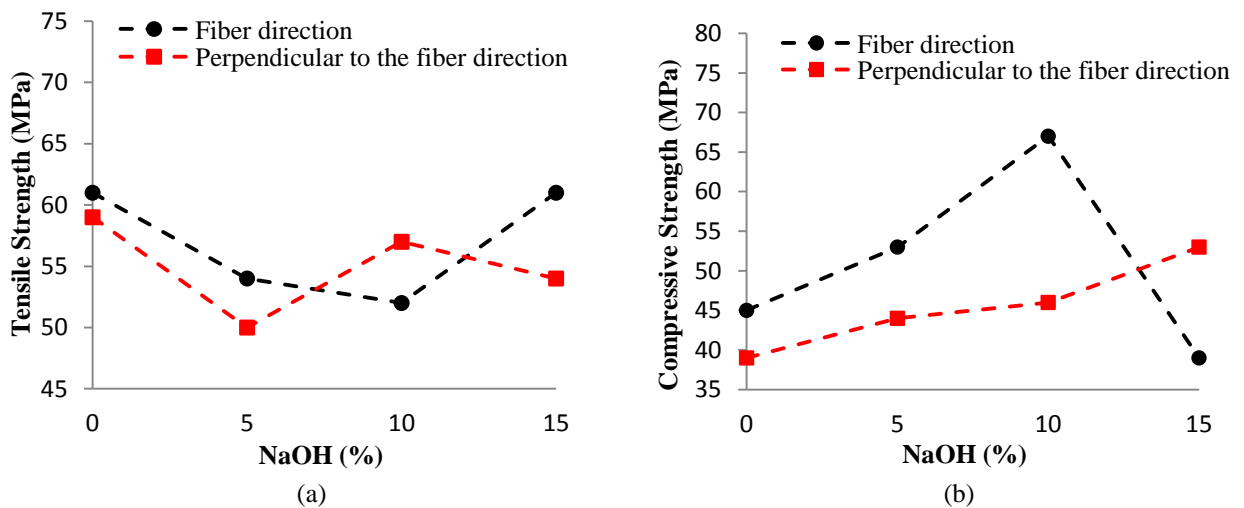 75
70
65
60
55
50
45
Tensile Strength (MPa)
Fiber direction
Perpendicular to the fiber direction
0 5 10 15
NaOH (%)
(a)
80
75
70
65
60
55
50
45
40
35
Compressive Strength (MPa)
Fiber direction
Perpendicular to the fiber direction
0 5 10 15
NaOH (%)
(b)